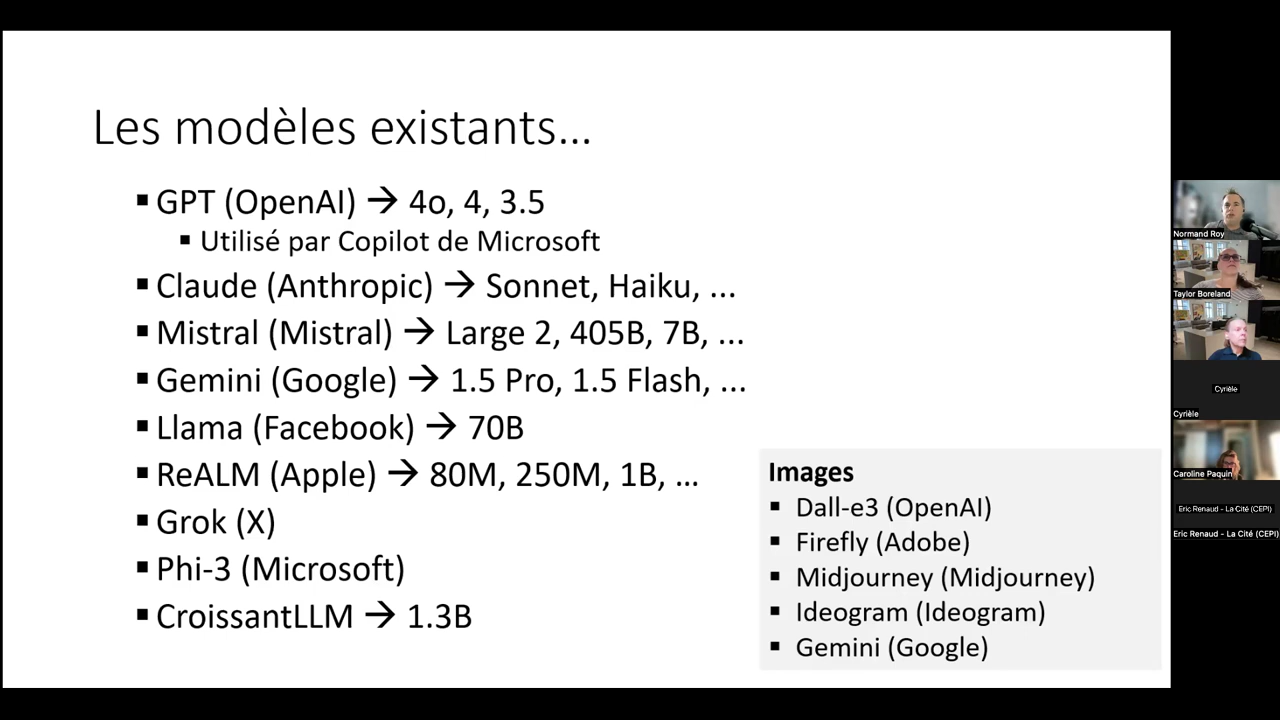 Les modèles existants...
▪ GPT (OpenAI) → 4o, 4, 3.5
▪ Utilisé par Copilot de Microsoft
▪ Claude (Anthropic) → Sonnet, Haiku, ...
▪ Mistral (Mistral) → Large 2, 405B, 7B, ...
▪ Gemini (Google) → 1.5 Pro, 1.5 Flash, ...
▪ Llama (Facebook) → 70B
▪ ReALM (Apple) → 80M, 250M, 1B, ...
▪ Grok (X)
▪ Phi-3 (Microsoft)
▪ CroissantLLM → 1.3B
Images
▪ Dall-e3 (OpenAI)
▪ Firefly (Adobe)
▪ Midjourney (Midjourney)
▪ Ideogram (Ideogram)
▪ Gemini (Google)
Normand Roy
Taylor Boreland
Cyrièle
Cyrièle
Caroline Paquin
Eric Renaud - La Cité (CEPI)
Eric Renaud - La Cité (CEPI)